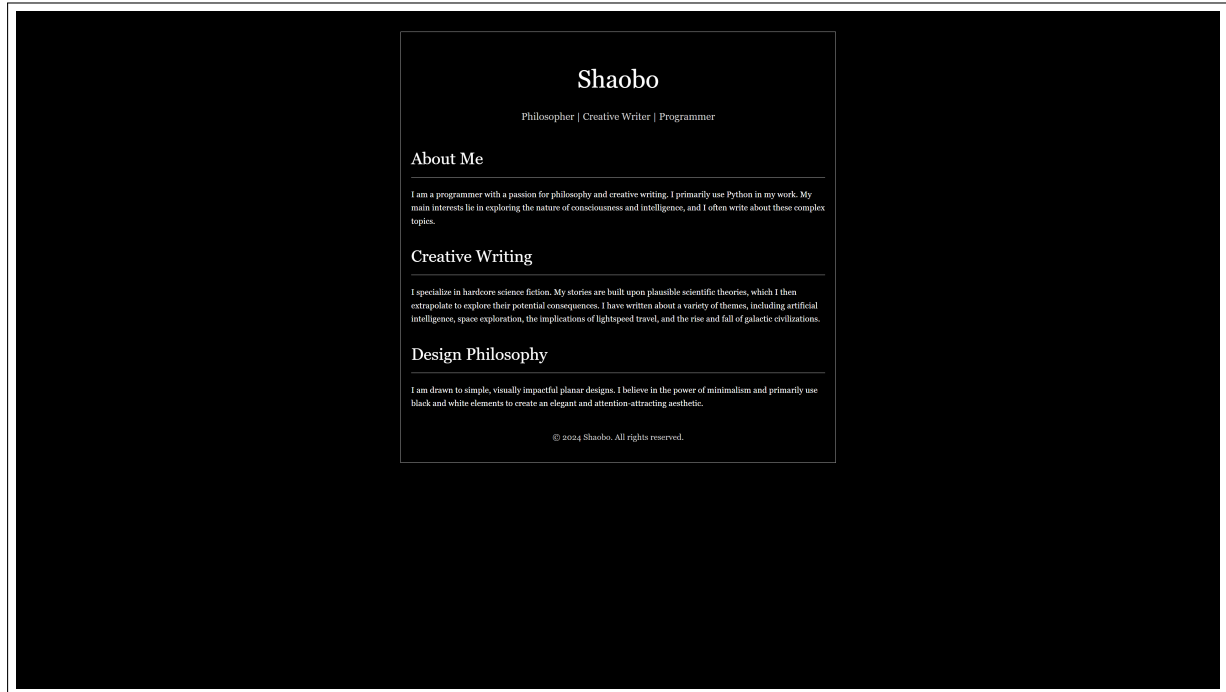 Shaobo
Philosopher | Creative Writer | Programmer
About Me
I am a programmer with a passion for philosophy and creative writing. I primarily use Python in my work. My
main interests lie in exploring the nature of consciousness and intelligence, and I often write about these complex
topics.
Creative Writing
I specialize in hardcore science fiction. My stories are built upon plausible scientific theories, which I then
extrapolate to explore their potential consequences. I have written about a variety of themes, including artificial
intelligence, space exploration, the implications of lightspeed travel, and the rise and fall of galactic civilizations.
Design Philosophy
I am drawn to simple, visually impactful planar designs. I believe in the power of minimalism and primarily use
black and white elements to create an elegant and attention-attracting aesthetic.
© 2024 Shaobo. All rights reserved.